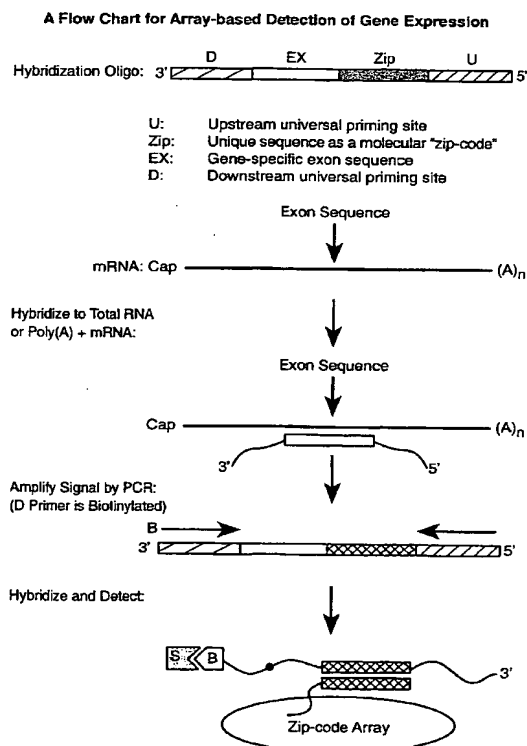 A Flow Chart for Array-based Detection of Gene Expression
D EX Zip U
Hybridization Oligo: 3' 5'
U: Upstream universal priming site
Zip: Unique sequence as a molecular "zip-code"
EX: Gene-specific exon sequence
D: Downstream universal priming site
Exon Sequence
mRNA: Cap (A)n
Hybridize to Total RNA
or Poly(A) + mRNA:
Exon Sequence
Cap (A)n
3' 5'
Amplify Signal by PCR:
(D Primer is Biotinylated)
B
3' 5'
Hybridize and Detect:
S B
3'
Zip-code Array